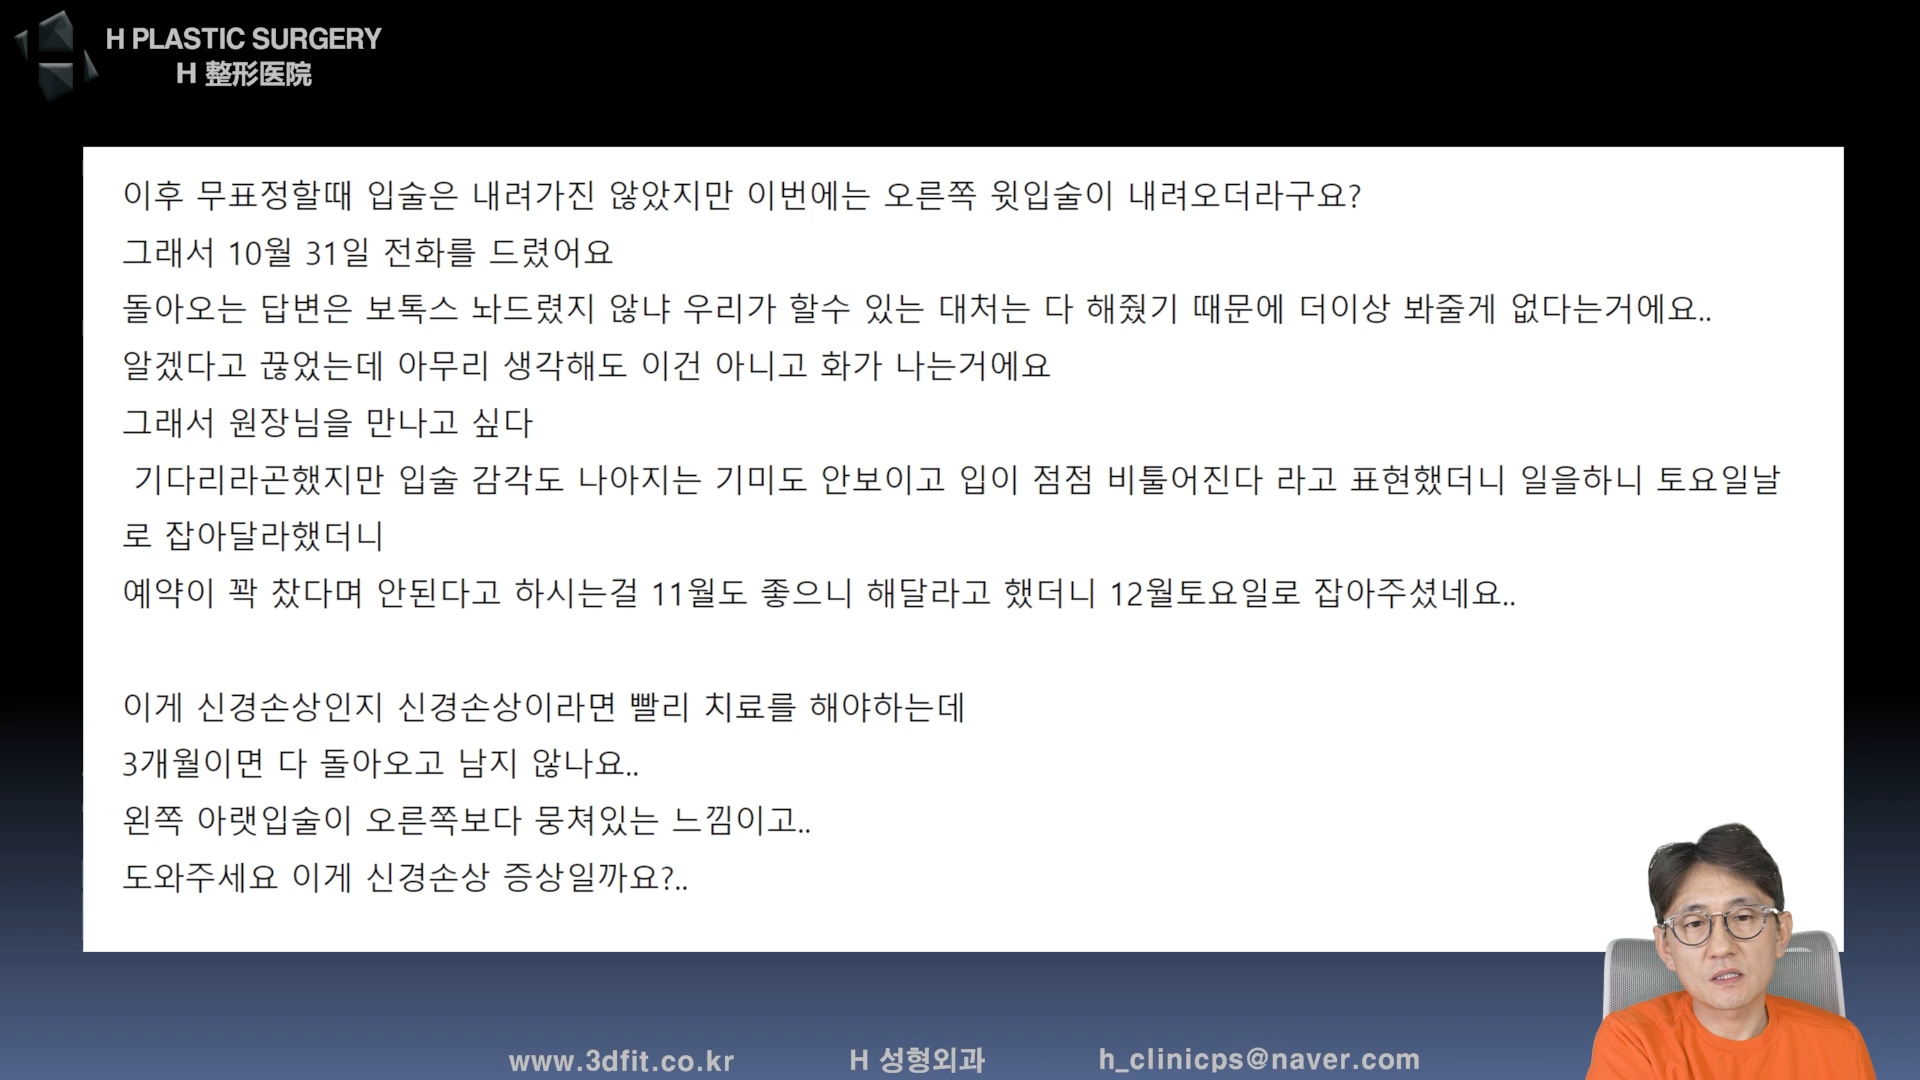 H PLASTIC SURGERY
H 整形医院
이후 무표정할때 입술은 내려가진 않았지만 이번에는 오른쪽 윗입술이 내려오더라구요?
그래서 10월 31일 전화를 드렸어요
돌아오는 답변은 보톡스 놔드렸지 않냐 우리가 할수 있는 대처는 다 해줬기 때문에 더이상 봐줄게 없다는거에요..
알겠다고 끊었는데 아무리 생각해도 이건 아니고 화가 나는거에요
그래서 원장님을 만나고 싶다
기다리라곤했지만 입술 감각도 나아지는 기미도 안보이고 입이 점점 비툴어진다 라고 표현했더니 일을하니 토요일날
로 잡아달라했더니
예약이 꽉 찼다며 안된다고 하시는걸 11월도 좋으니 해달라고 했더니 12월토요일로 잡아주셨네요..
이게 신경손상인지 신경손상이라면 빨리 치료를 해야하는데
3개월이면 다 돌아오고 남지 않나요..
왼쪽 아랫입술이 오른쪽보다 뭉쳐있는 느낌이고..
도와주세요 이게 신경손상 증상일까요?..
www.3dfit.co.kr
H 성형외과
h_clinicps@naver.com